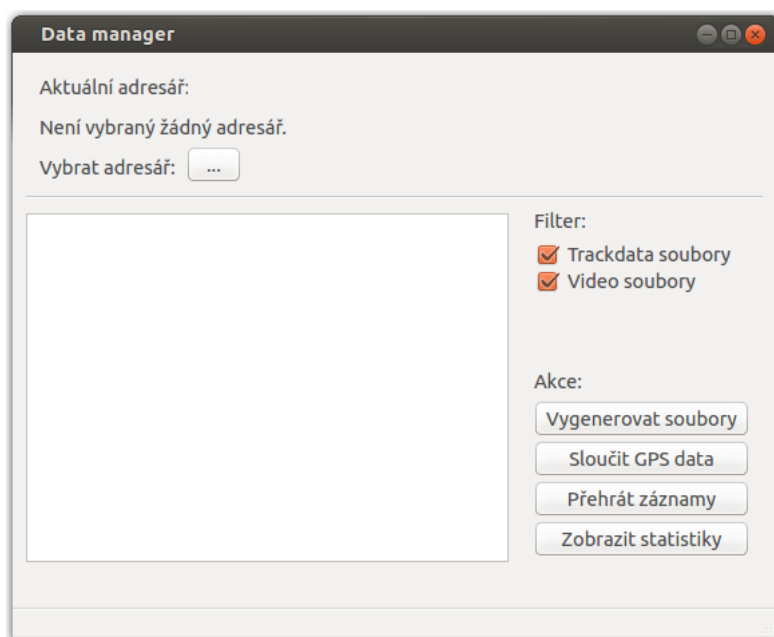 Data manager
Aktuální adresář:
Není vybraný žádný adresář.
Vybrat adresář: ...
Filter:
Trackdata soubory
Video soubory
Akce:
Vygenerovat soubory
Sloučit GPS data
Přehrát záznamy
Zobrazit statistiky